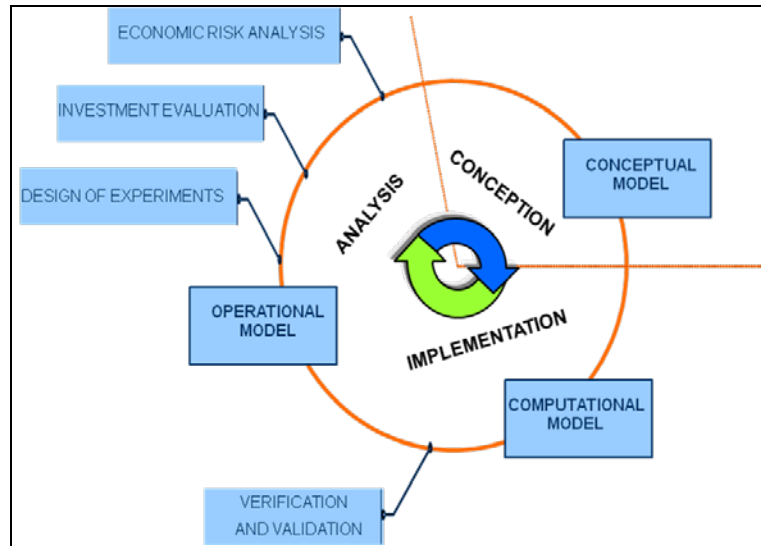 ECONOMIC RISK ANALYSIS
INVESTMENT EVALUATION
DESIGN OF EXPERIMENTS
OPERATIONAL
MODEL
ANALYSIS
CONCEPTION
CONCEPTUAL
MODEL
IMPLEMENTATION
COMPUTATIONAL
MODEL
VERIFICATION
AND VALIDATION